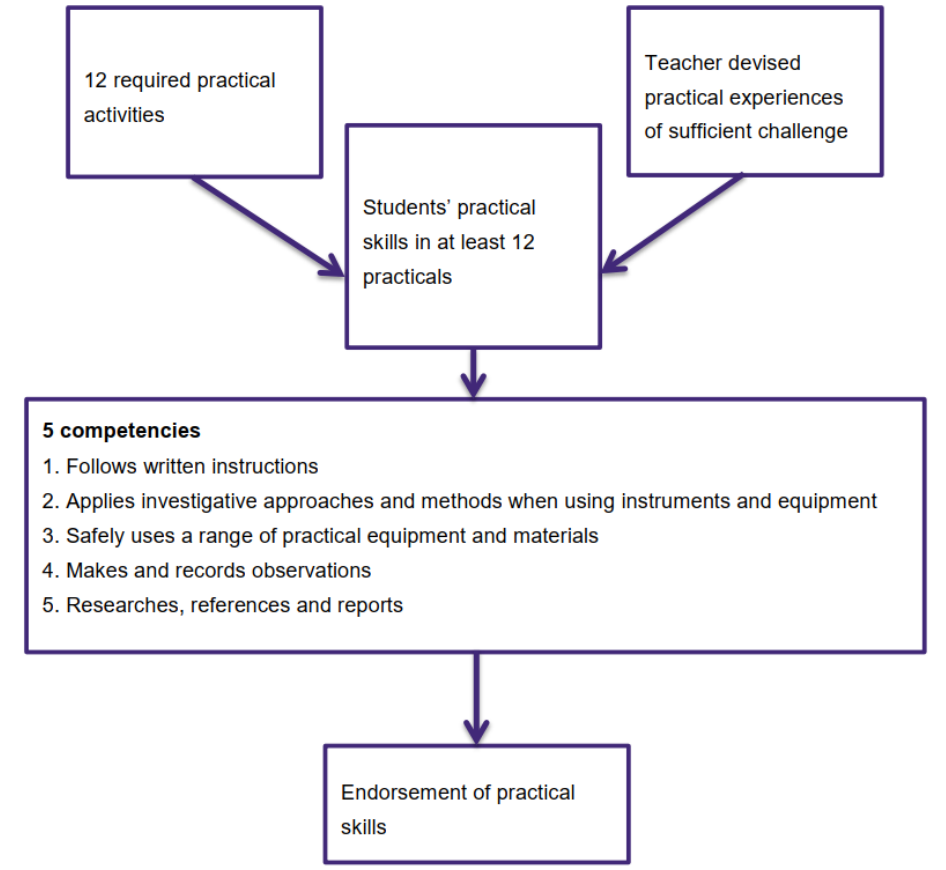 12 required practical
activities
Teacher devised
practical experiences
of sufficient challenge
Students’ practical
skills in at least 12
practicals
5 competencies
1. Follows written instructions
2. Applies investigative approaches and methods when using instruments and equipment
3. Safely uses a range of practical equipment and materials
4. Makes and records observations
5. Researches, references and reports
Endorsement of practical
skills